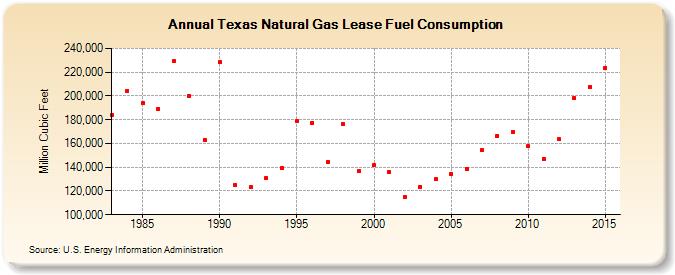 Annual Texas Natural Gas Lease Fuel Consumption
Million Cubic Feet
240,000
220,000
200,000
180,000
160,000
140,000
120,000
100,000
1985 1990 1995 2000 2005 2010 2015
Source: U.S. Energy Information Administration